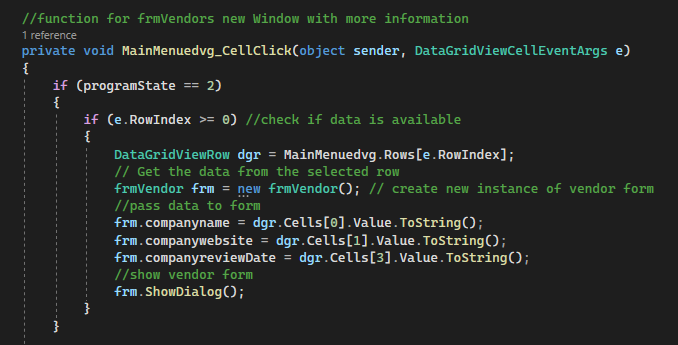 //function for frmVendors new Window with more information
1 reference
private void MainMenuedvg_CellClick(object sender, DataGridViewCellEventArgs e)
{
if (programState == 2)
{
if (e.RowIndex >= 0) //check if data is available
{
DataGridViewRow dgr = MainMenuedvg.Rows[e.RowIndex];
// Get the data from the selected row
frmVendor frm = new frmVendor(); // create new instance of vendor form
//pass data to form
frm.companyname = dgr.Cells[0].Value.ToString();
frm.companywebsite = dgr.Cells[1].Value.ToString();
frm.companyreviewDate = dgr.Cells[3].Value.ToString();
//show vendor form
frm.ShowDialog();
}
}